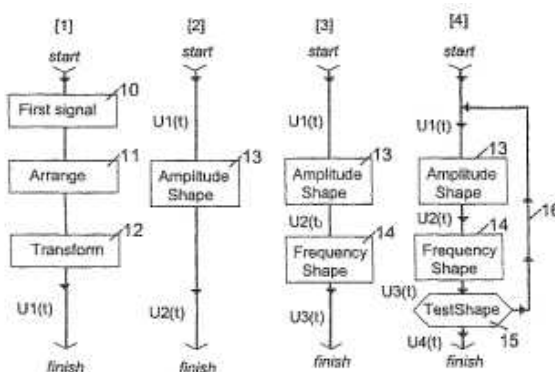 [1]
start
10
First signal
11
Arrange
12
Transform
U1(t)
finish
[2]
start
U1(t)
13
Amplitude
Shape
U2(t)
finish
[3]
start
U1(t)
13
Amplitude
Shape
U2(t)
14
Frequency
Shape
U3(t)
finish
[4]
start
U1(t)
13
Amplitude
Shape
16
U2(t)
14
Frequency
Shape
U3(t)
TestShape
15
U4(t)
finish